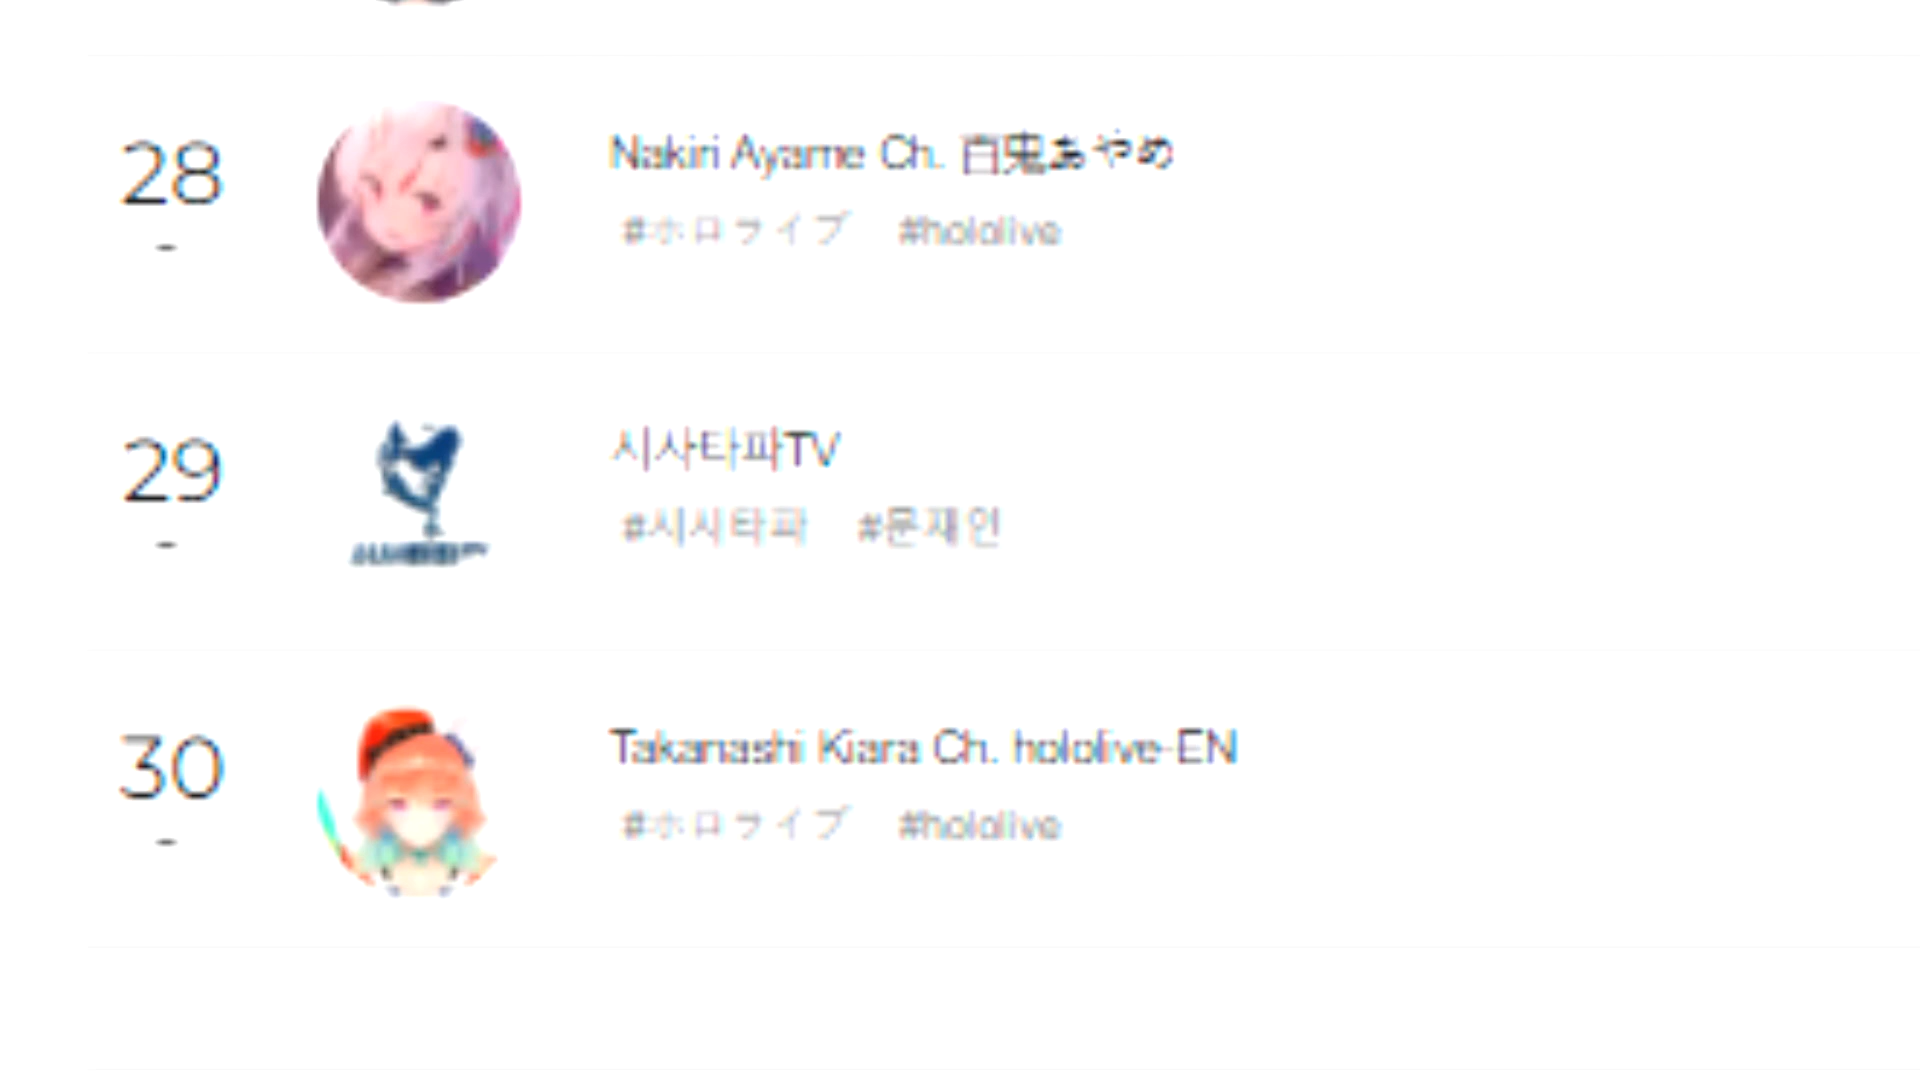 28
Nakiri Ayame Ch. 百鬼あやめ
#ホロライブ #hololive
-
29
시사타파TV
#시사타파 #문재인
-
30
Takanashi Kiara Ch. hololive-EN
#ホロライブ #hololive
-